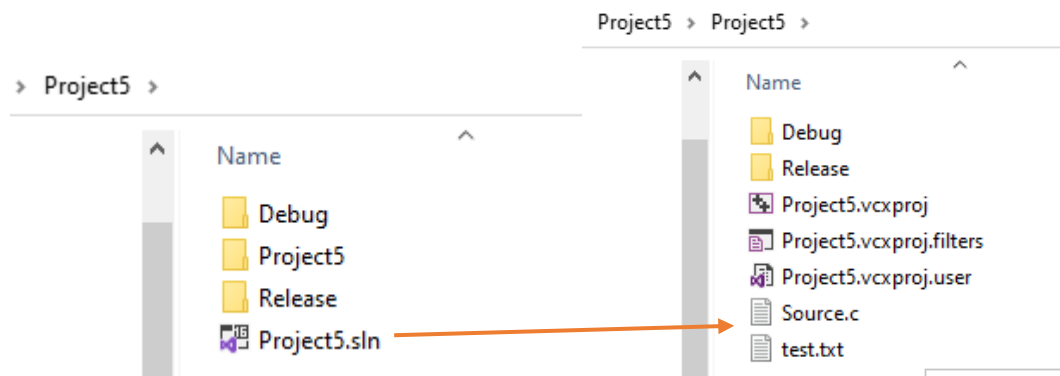 > Project5 >
Name
Debug
Project5
Release
Project5.sln
Project5 > Project5 >
Name
Debug
Release
Project5.vcxproj
Project5.vcxproj.filters
Project5.vcxproj.user
Source.c
test.txt